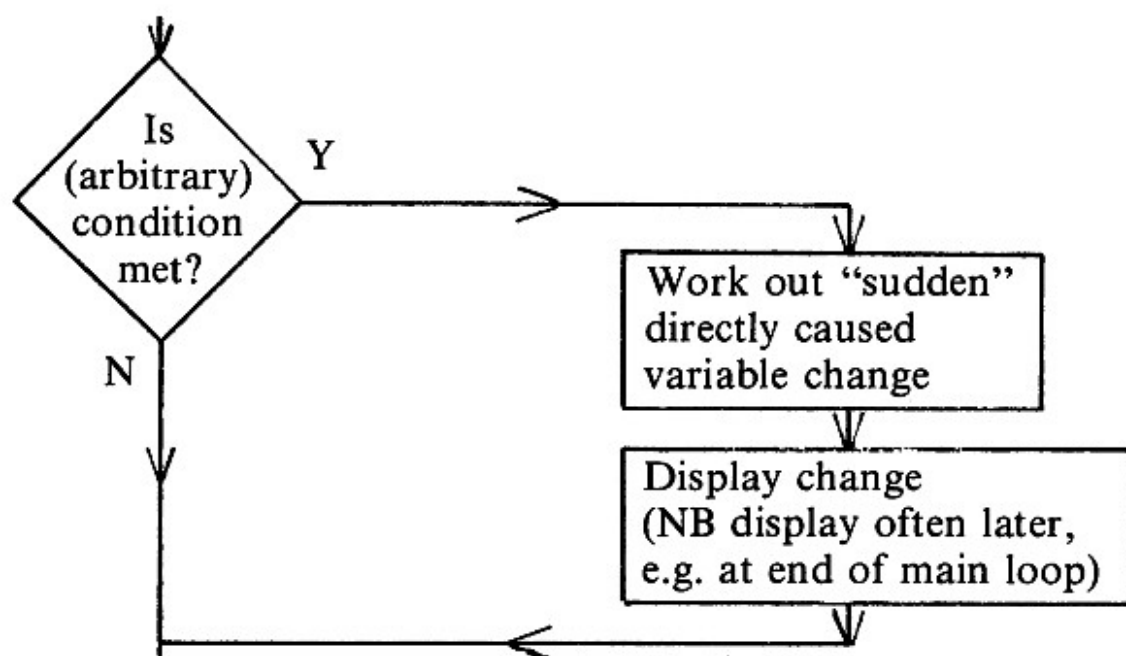 Is
(arbitrary)
condition
met?
Y
N
Work out “sudden”
directly caused
variable change
Display change
(NB display often later,
e.g. at end of main loop)